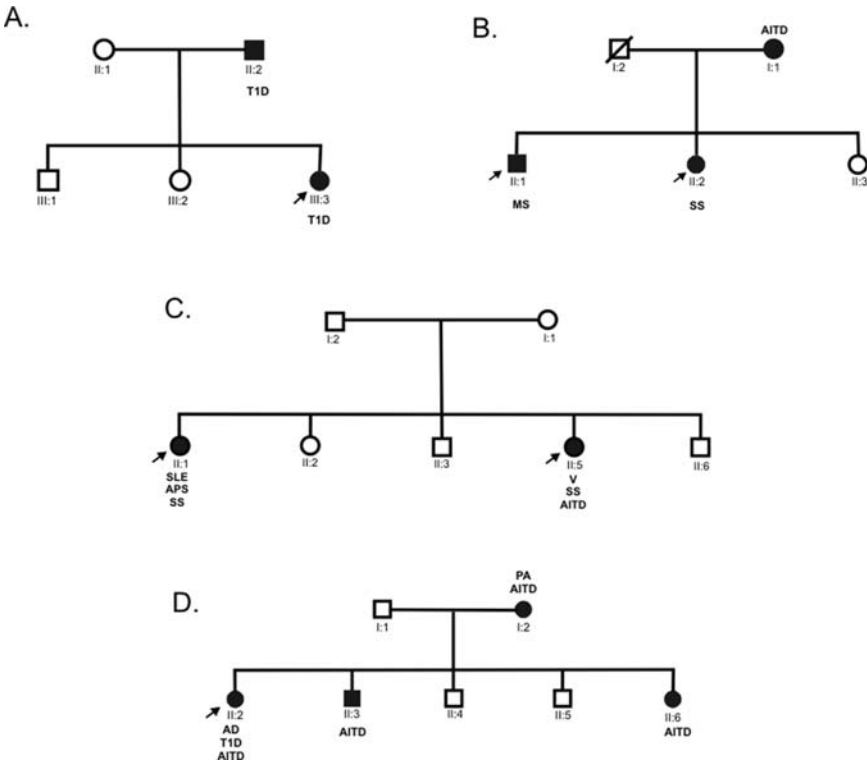 A.
II:1
II:2
T1D
III:1
III:2
III:3
T1D
B.
AITD
I:2
I:1
II:1
MS
II:2
SS
II:3
C.
I:2
I:1
II:1
SLE
APS
SS
II:2
II:3
II:5
V
SS
AITD
II:6
D.
PA
AITD
I:1
I:2
II:2
AD
T1D
AITD
II:3
AITD
II:4
II:5
II:6
AITD